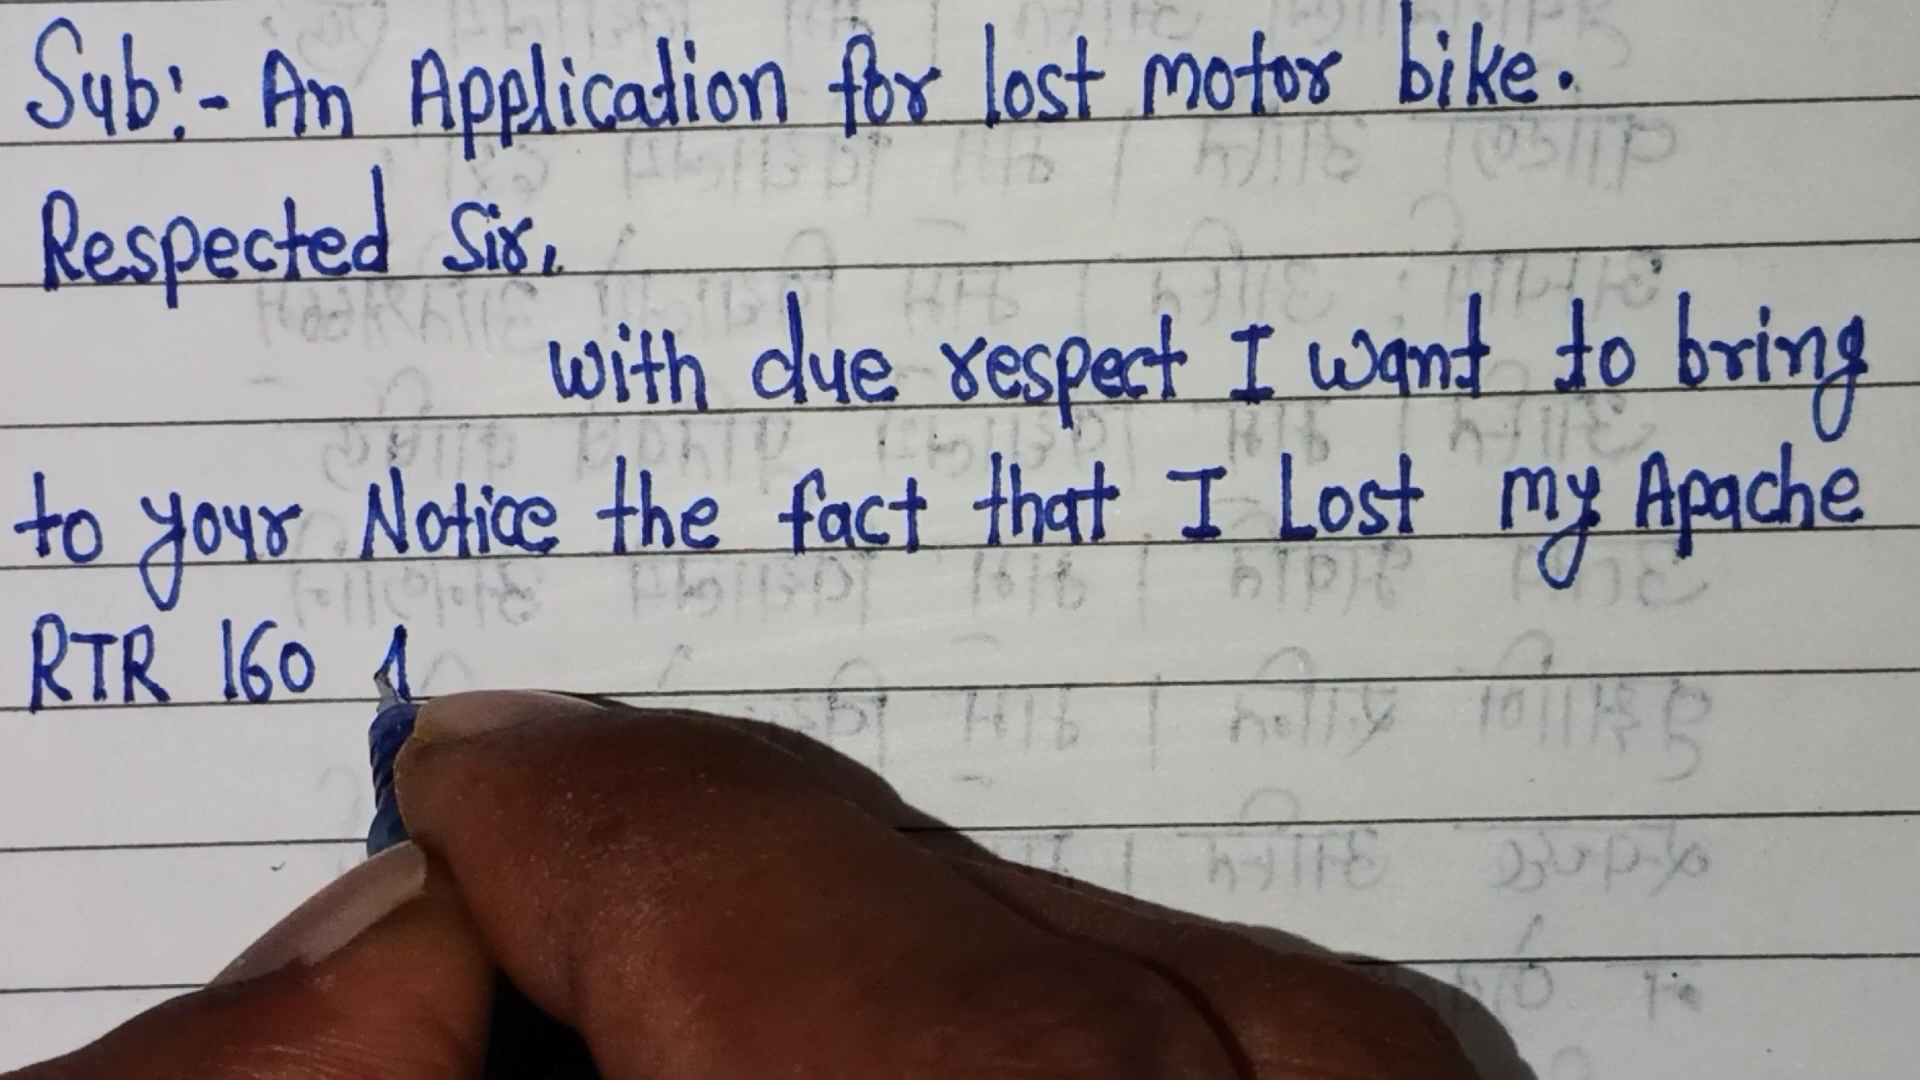 Sub:- An Application for lost motor bike.
Respected Sir,
with due respect I want to bring
to your Notice the fact that I Lost my Apache
RTR 160